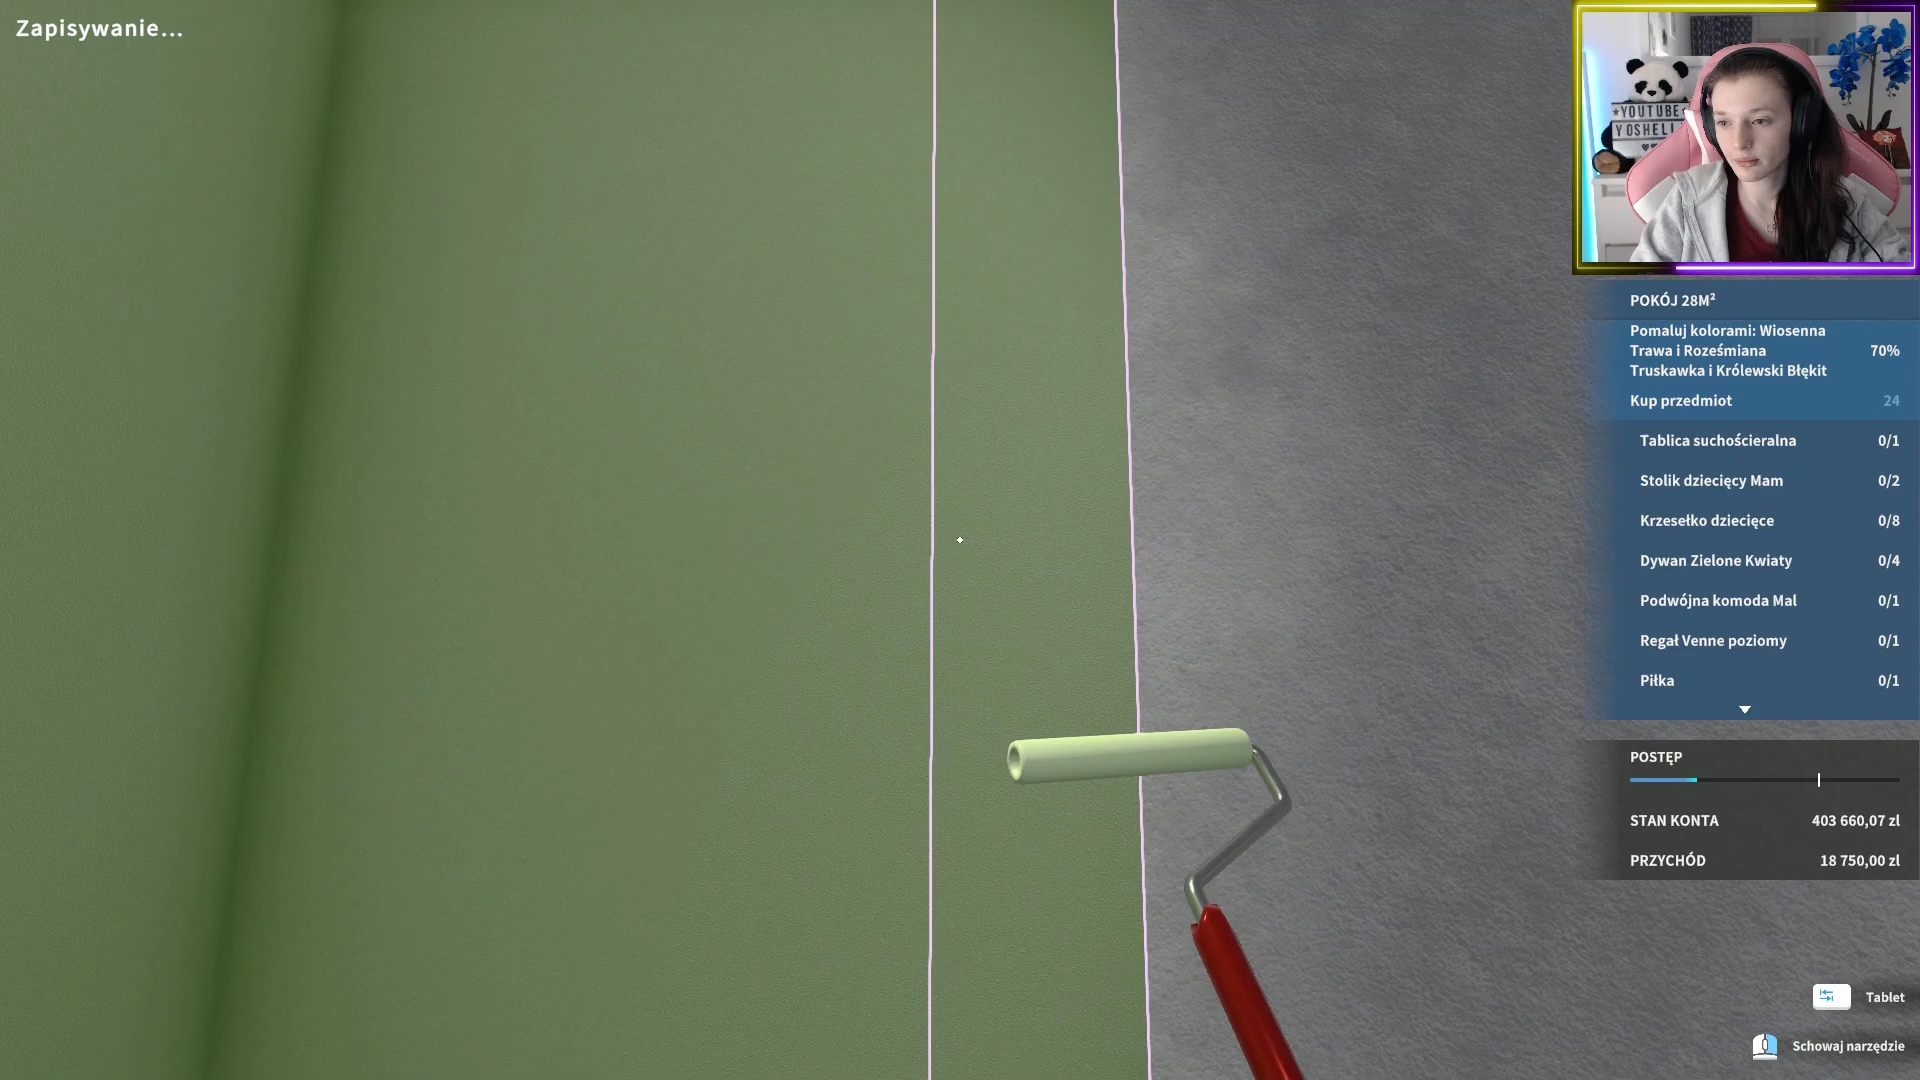 Zapisywanie...
★YOUTUBE
YOSHELL
POKÓJ 28M²
Pomaluj kolorami: Wiosenna
Trawa i Roześmiana 70%
Truskawka i Królewski Błękit
Kup przedmiot 24
Tablica suchościeralna 0/1
Stolik dziecięcy Mam 0/2
Krzesełko dziecięce 0/8
Dywan Zielone Kwiaty 0/4
Podwójna komoda Mal 0/1
Regał Venne poziomy 0/1
Piłka 0/1
POSTĘP
STAN KONTA 403 660,07 zl
PRZYCHÓD 18 750,00 zl
Tablet
Schowaj narzędzie